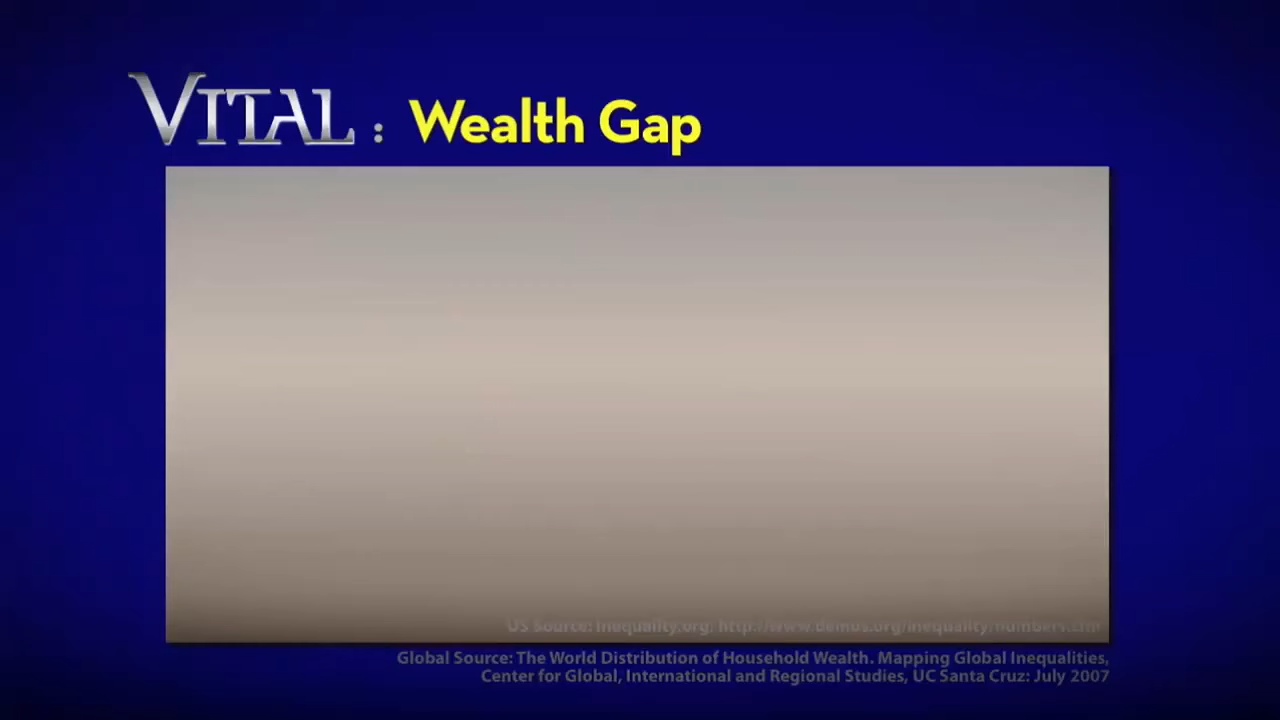 VITAL : Wealth Gap
US Source: Inequality.org; http://www.demos.org/inequality/numbers.cfm
Global Source: The World Distribution of Household Wealth. Mapping Global Inequalities,
Center for Global, International and Regional Studies, UC Santa Cruz: July 2007